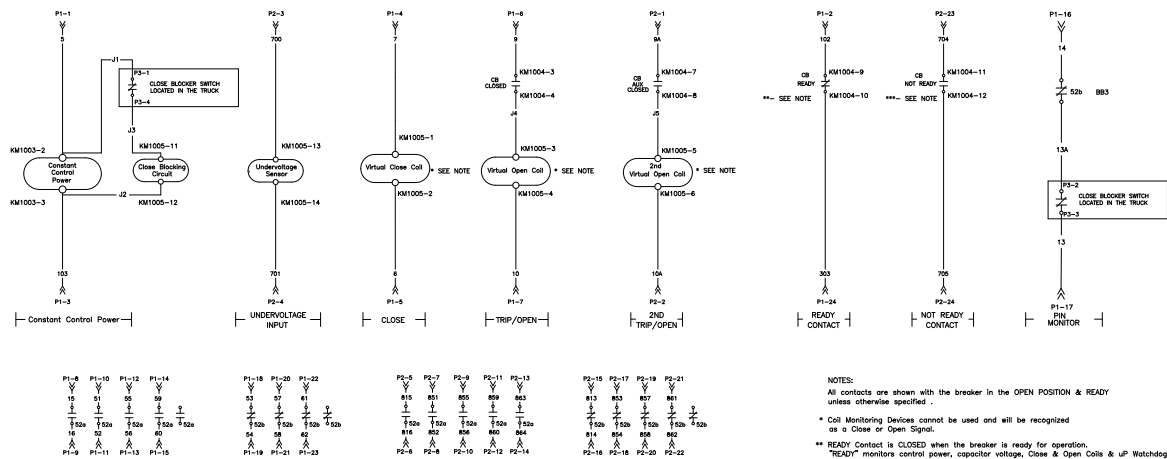 P1-1 P2-3 P1-4 P1-6 P2-1 P1-2 P2-23 P1-16
5 700 7 9 9A 102 704 14
J1
P3-1
CLOSE BLOCKER SWITCH
LOCATED IN THE TRUCK
P3-4
J3
KM1003-2
KM1005-11
Constant
Control
Power
Close Blocking
Circuit
J2
KM1003-3
KM1005-12
103
P1-3
Constant Control Power
KM1005-13
Undervoltage
Sensor
KM1005-14
701
P2-4
UNDERVOLTAGE
INPUT
KM1005-1
Virtual Close Coil
* SEE NOTE
KM1005-2
6
P1-5
CLOSE
KM1004-3
CB
CLOSED
KM1004-4
J4
KM1005-3
Virtual Open Coil
* SEE NOTE
KM1005-4
10
P1-7
TRIP/OPEN
KM1004-7
CB
AUX
CLOSED
KM1004-8
J5
KM1005-5
2nd
Virtual Open Coil
* SEE NOTE
KM1005-6
10A
P2-2
2ND
TRIP/OPEN
KM1004-9
CB
READY
**- SEE NOTE
KM1004-10
303
P1-24
READY
CONTACT
KM1004-11
CB
NOT READY
***- SEE NOTE
KM1004-12
705
P2-24
NOT READY
CONTACT
52b BB3
13A
P3-2
CLOSE BLOCKER SWITCH
LOCATED IN THE TRUCK
P3-3
13
P1-17
PIN
MONITOR
P1-8 P1-10 P1-12 P1-14
15 51 55 59
52a 52a 52a 52a
16 52 56 60
P1-9 P1-11 P1-13 P1-15
P1-18 P1-20 P1-22
53 57 61
52b 52b 52b 52b
54 58 62
P1-19 P1-21 P1-23
P2-5 P2-7 P2-9 P2-11 P2-13
815 851 855 859 863
52a 52a 52a 52a 52a
816 852 856 860 864
P2-6 P2-8 P2-10 P2-12 P2-14
P2-15 P2-17 P2-19 P2-21
813 853 857 861
52b 52b 52b 52b
814 854 858 862
P2-16 P2-18 P2-20 P2-22
NOTES:
All contacts are shown with the breaker in the OPEN POSITION & READY
unless otherwise specified .
* Coil Monitoring Devices cannot be used and will be recognized
as a Close or Open Signal.
** READY Contact is CLOSED when the breaker is ready for operation.
"READY" monitors control power, capacitor voltage, Close & Open Coils & uP Watchdog